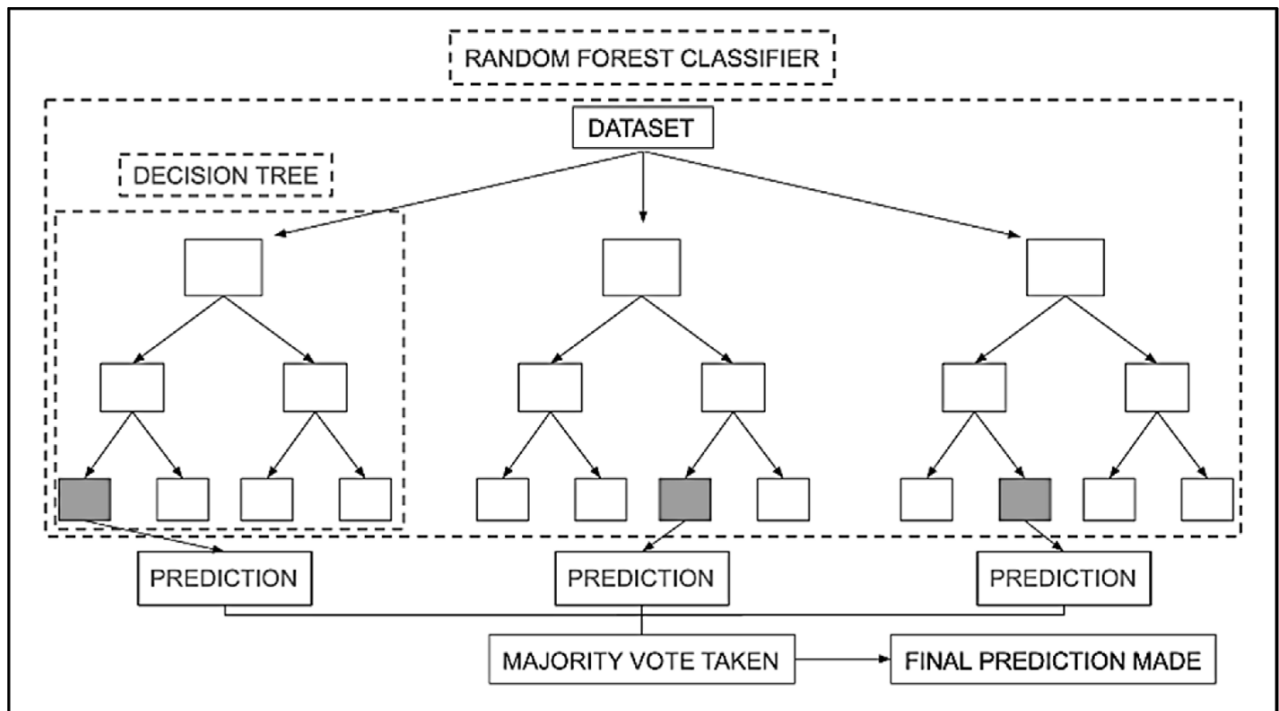 RANDOM FOREST CLASSIFIER
DATASET
DECISION TREE
PREDICTION
PREDICTION
PREDICTION
MAJORITY VOTE TAKEN
FINAL PREDICTION MADE